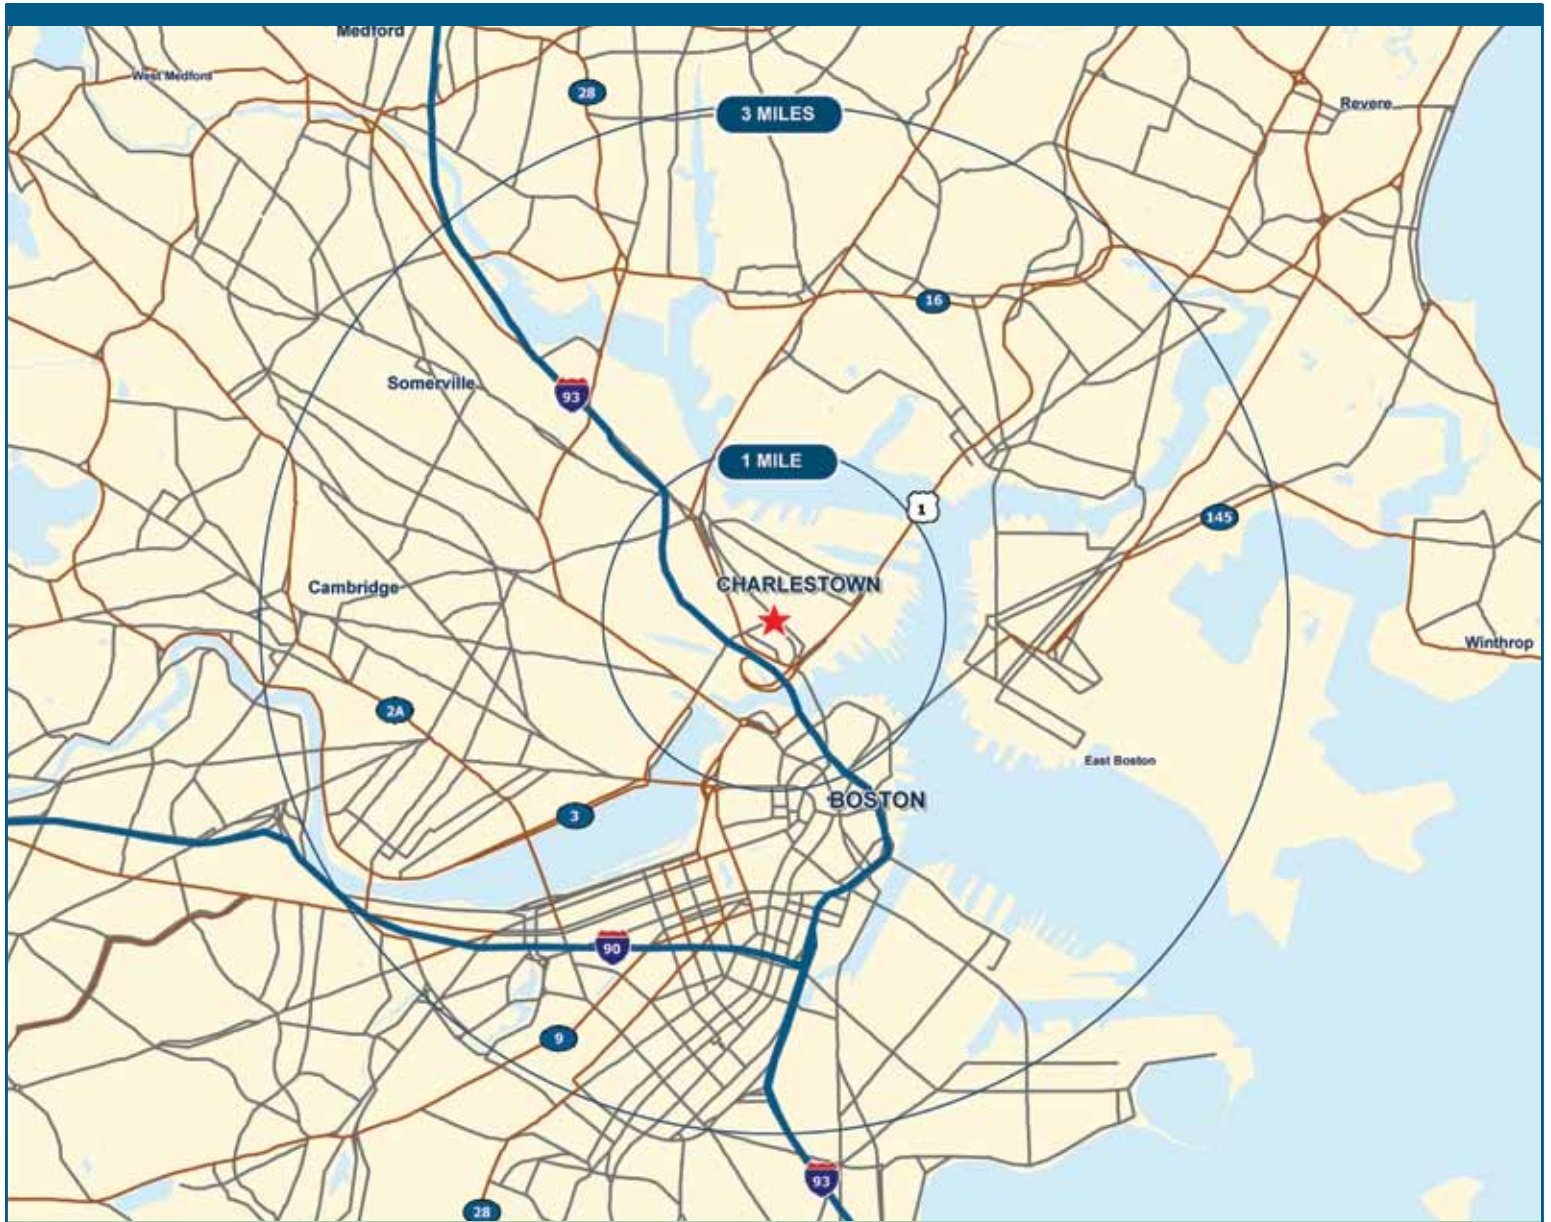 Medford
West Medford
28
3 MILES
Revere
16
Somerville
93
1 MILE
1
145
CHARLESTOWN
Cambridge
Winthrop
2A
East Boston
BOSTON
3
90
9
93
28